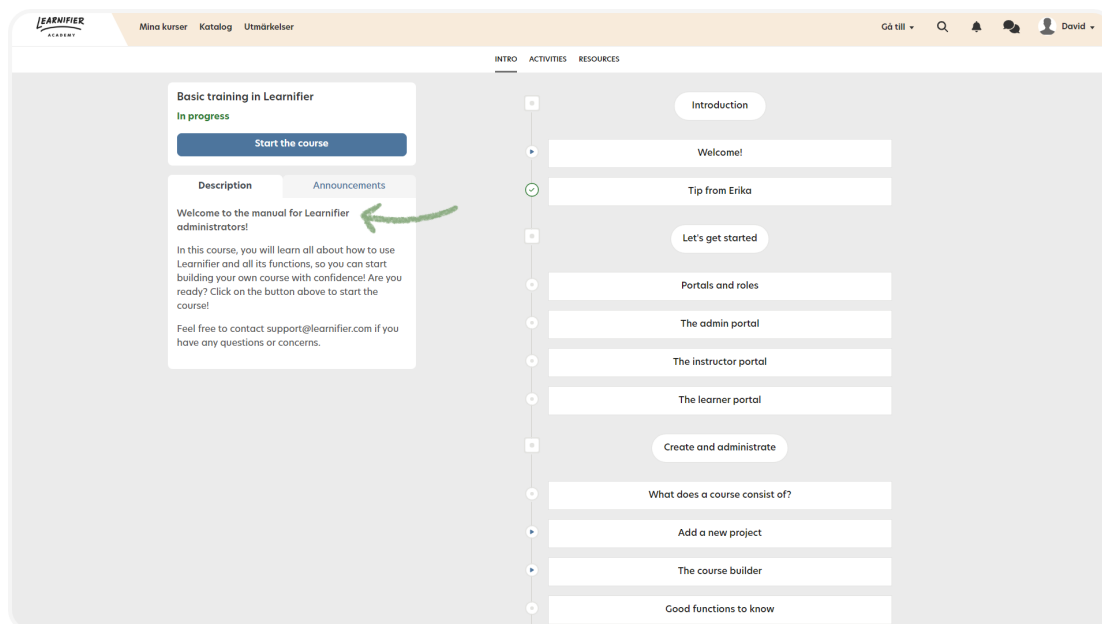 LEARNIFIER
ACADEMY
Mina kurser Katalog Utmärkelser
Gå till
David
INTRO ACTIVITIES RESOURCES
Basic training in Learnifier
In progress
Start the course
Description Announcements
Welcome to the manual for Learnifier
administrators!
In this course, you will learn all about how to use
Learnifier and all its functions, so you can start
building your own course with confidence! Are you
ready? Click on the button above to start the
course!
Feel free to contact support@learnifier.com if you
have any questions or concerns.
Introduction
Welcome!
Tip from Erika
Let's get started
Portals and roles
The admin portal
The instructor portal
The learner portal
Create and administrate
What does a course consist of?
Add a new project
The course builder
Good functions to know